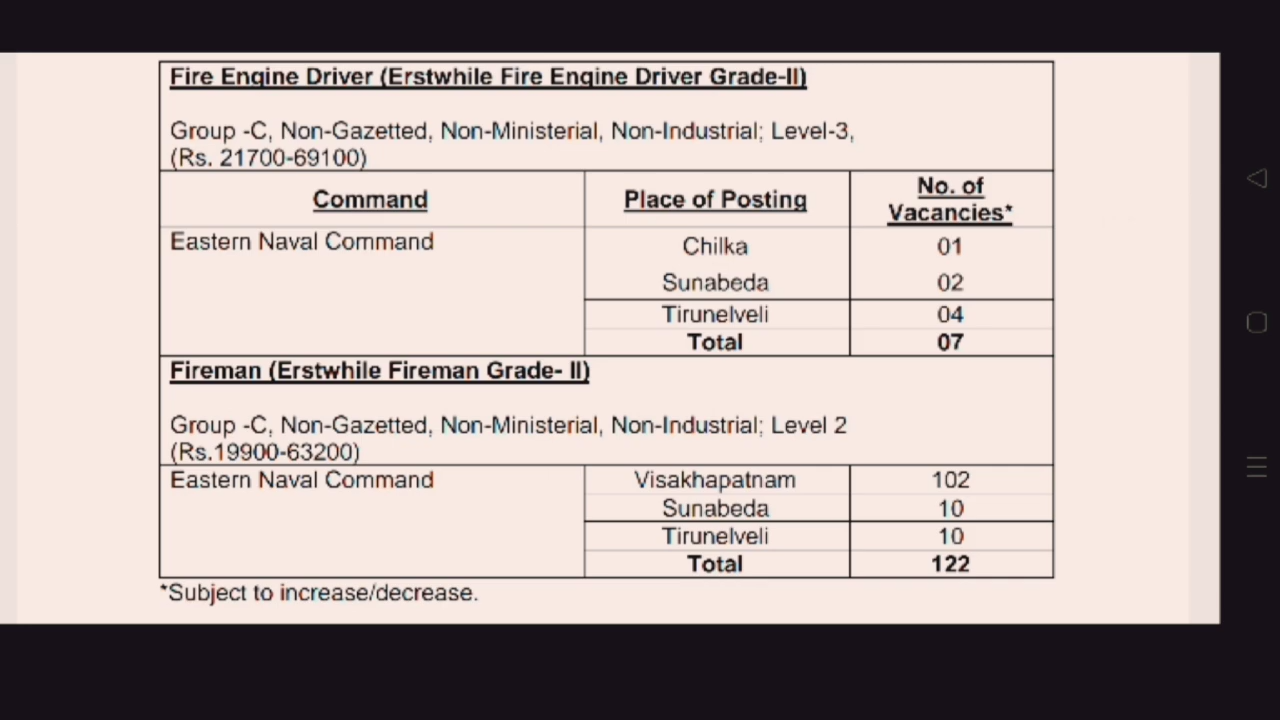 Fire Engine Driver (Erstwhile Fire Engine Driver Grade-II)
Group -C, Non-Gazetted, Non-Ministerial, Non-Industrial; Level-3,
(Rs. 21700-69100)
Command Place of Posting No. of Vacancies*
Eastern Naval Command Chilka 01
Sunabeda 02
Tirunelveli 04
Total 07
Fireman (Erstwhile Fireman Grade- II)
Group -C, Non-Gazetted, Non-Ministerial, Non-Industrial; Level 2
(Rs.19900-63200)
Eastern Naval Command Visakhapatnam 102
Sunabeda 10
Tirunelveli 10
Total 122
*Subject to increase/decrease.